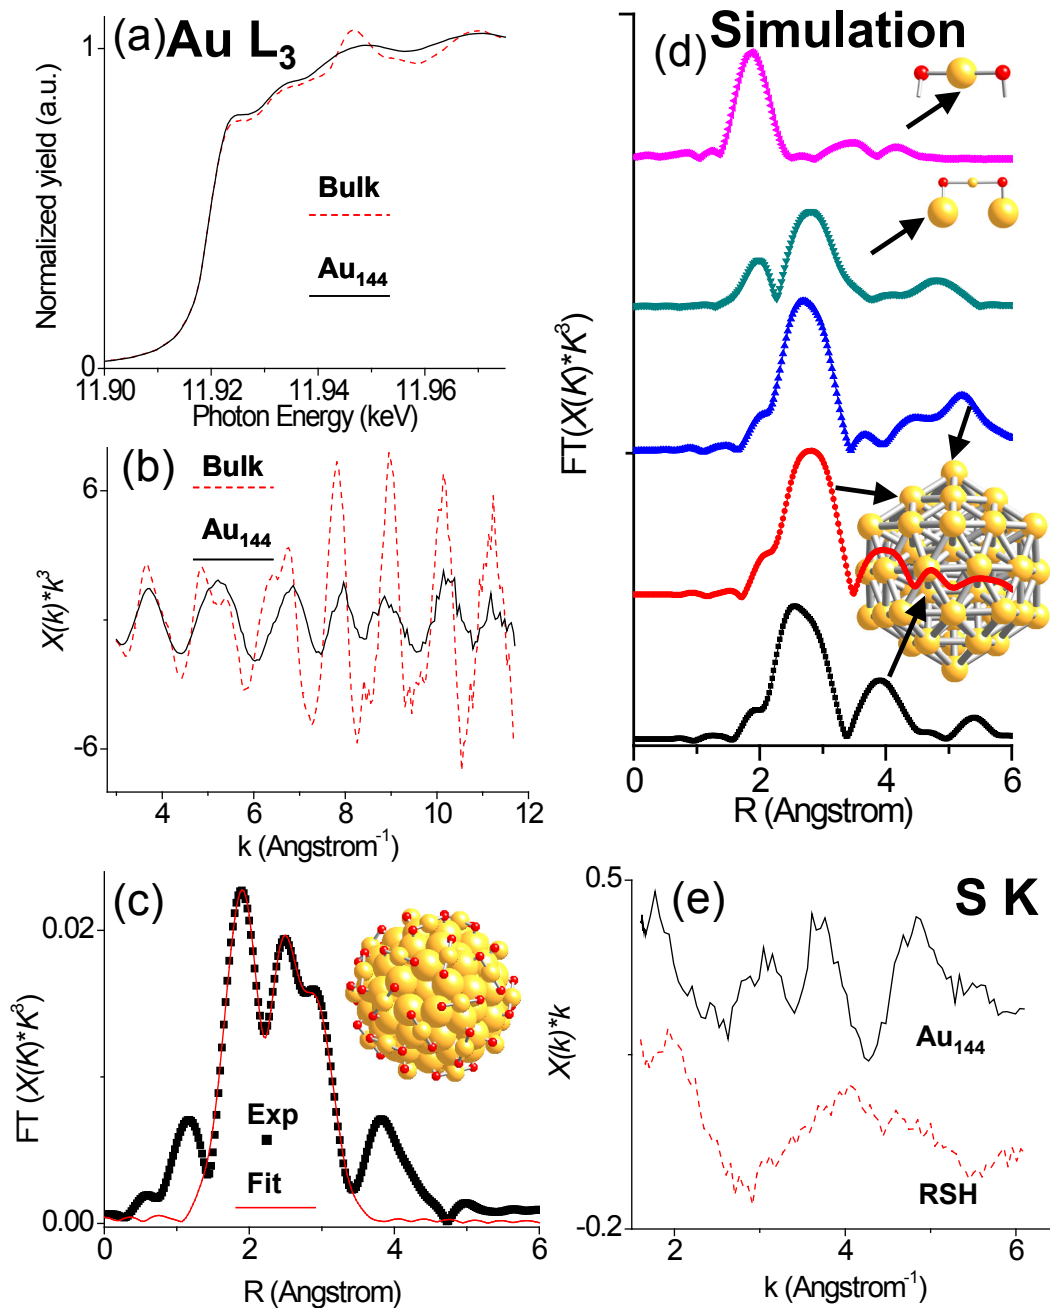 (a) Au L3
Normalized yield (a.u.)
1
0
Bulk
Au144
11.90 11.92 11.94 11.96
Photon Energy (keV)
(b)
Bulk
Au144
X(k)*k3
6
-6
4 6 8 10 12
k (Angstrom-1)
(c)
FT (X(K)*K3)
0.02
0.00
Exp
Fit
0 2 4 6
R (Angstrom)
(d) Simulation
FT(X(K)*K3)
0 2 4 6
R (Angstrom)
(e) S K
X(k)*k
0.5
-0.2
Au144
RSH
2 4 6
k (Angstrom-1)